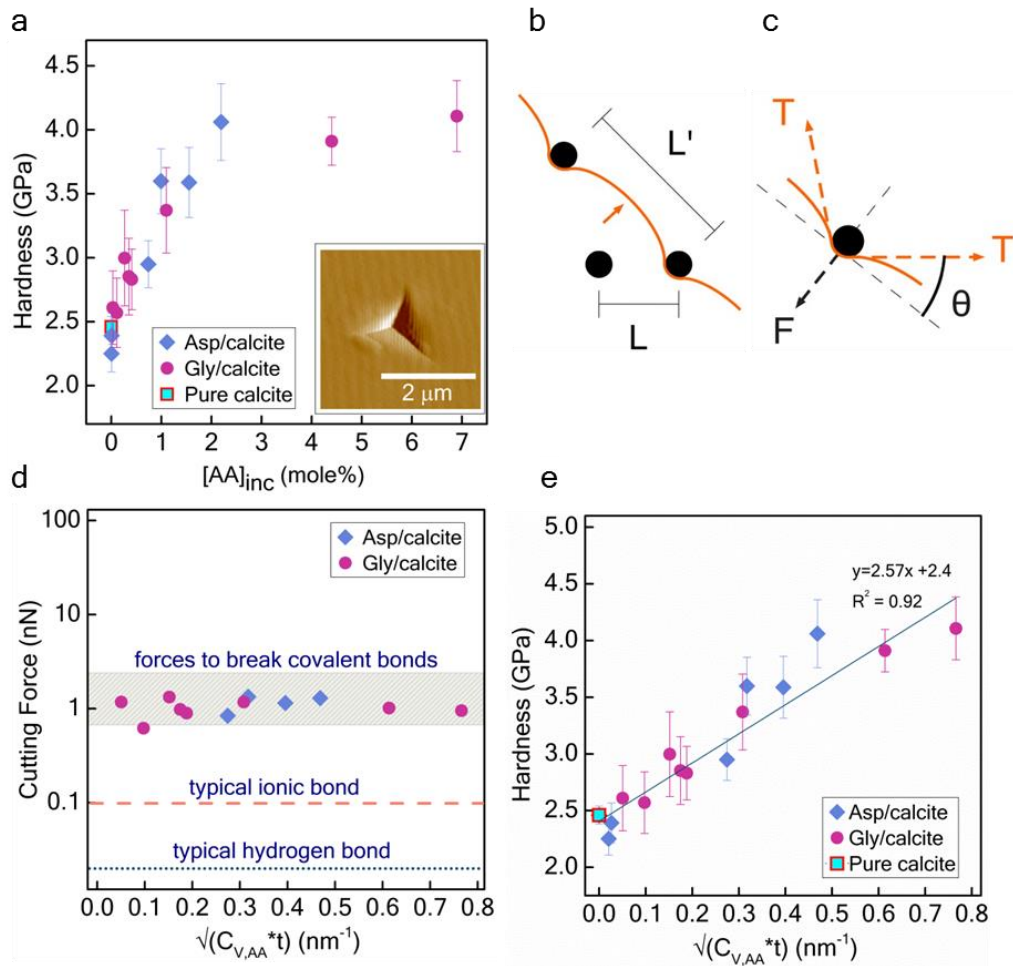 a
Hardness (GPa)
4.5
4.0
3.5
3.0
2.5
2.0
Asp/calcite
Gly/calcite
Pure calcite
2 μm
0 1 2 3 4 5 6 7
[AA]inc (mole%)
b
L'
L
c
T
T
F
θ
d
Cutting Force (nN)
100
10
1
0.1
Asp/calcite
Gly/calcite
forces to break covalent bonds
typical ionic bond
typical hydrogen bond
0.0 0.1 0.2 0.3 0.4 0.5 0.6 0.7 0.8
√(CV,AA*t) (nm⁻¹)
e
Hardness (GPa)
5.0
4.5
4.0
3.5
3.0
2.5
2.0
y=2.57x +2.4
R² = 0.92
Asp/calcite
Gly/calcite
Pure calcite
0.0 0.1 0.2 0.3 0.4 0.5 0.6 0.7 0.8
√(CV,AA*t) (nm⁻¹)